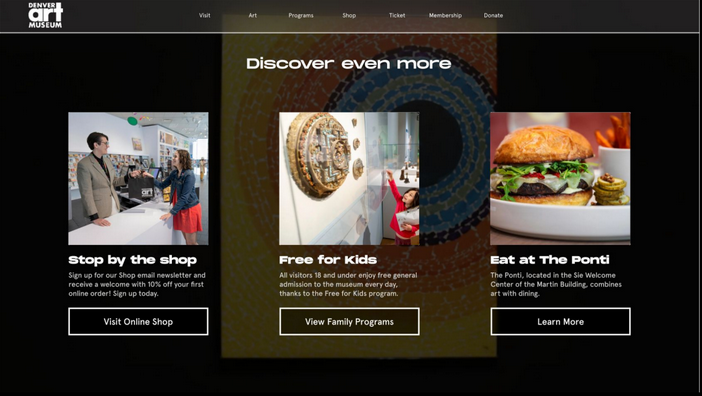 DENVER
art
MUSEUM
Visit
Art
Programs
Shop
Ticket
Membership
Donate
Discover even more
art
Stop by the shop
Sign up for our Shop email newsletter and
receive a welcome with 10% off your first
online order! Sign up today.
Visit Online Shop
Free for Kids
All visitors 18 and under enjoy free general
admission to the museum every day,
thanks to the Free for Kids program.
View Family Programs
Eat at The Ponti
The Ponti, located in the Sie Welcome
Center of the Martin Building, combines
art with dining.
Learn More